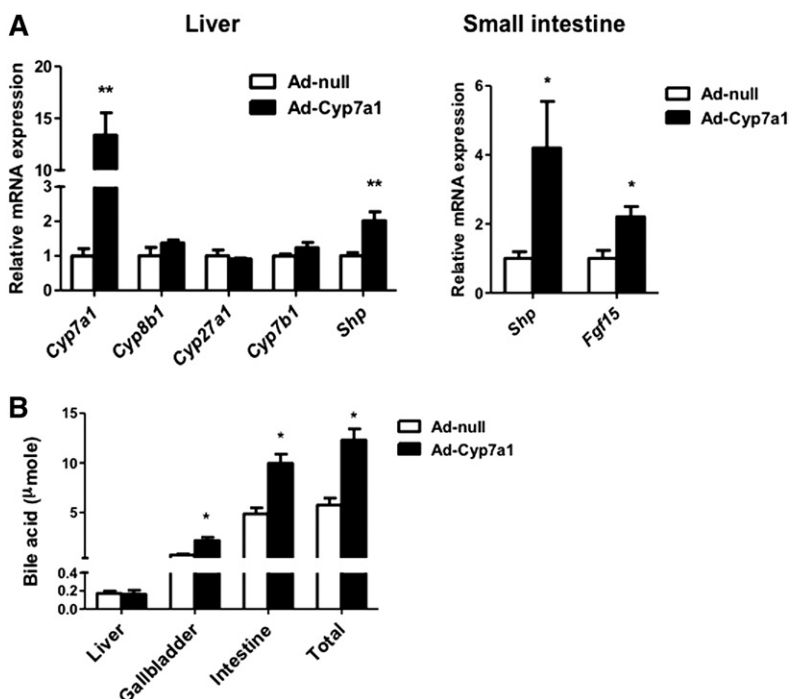 A
Liver
Small intestine
Relative mRNA expression
20
15
10
3
2
1
0
**
**
Ad-null
Ad-Cyp7a1
Cyp7a1
Cyp8b1
Cyp27a1
Cyp7b1
Shp
Relative mRNA expression
6
4
2
0
*
*
Ad-null
Ad-Cyp7a1
Shp
Fgf15
B
Bile acid (μmole)
15
10
5
0.4
0.2
0.0
*
*
*
Ad-null
Ad-Cyp7a1
Liver
Gallbladder
Intestine
Total